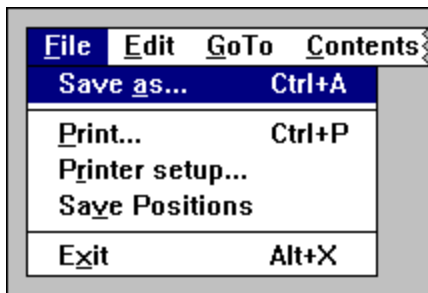 File Edit GoTo Contents
Save as... Ctrl+A
Print... Ctrl+P
Printer setup...
Save Positions
Exit Alt+X